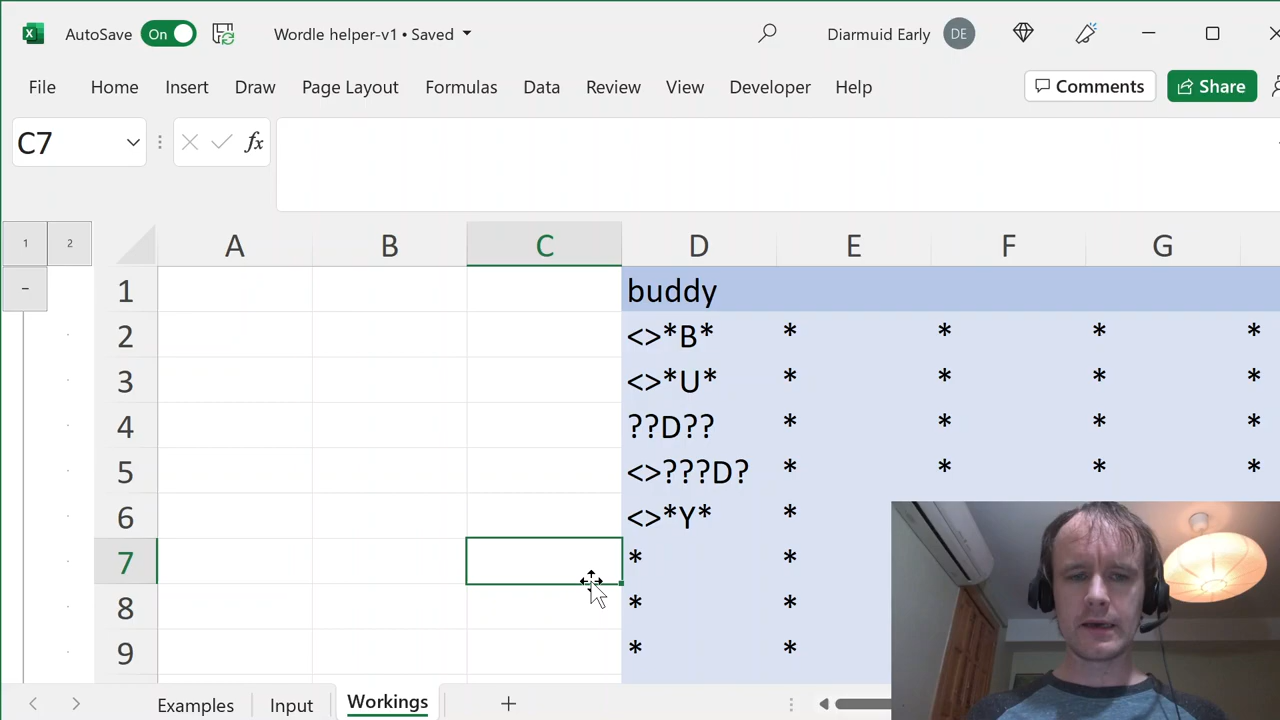 AutoSave On Wordle helper-v1 • Saved Diarmuid Early DE
File Home Insert Draw Page Layout Formulas Data Review View Developer Help Comments Share
C7 fx
1 2 A B C D E F G
1 buddy
2 <>*B* * * * *
3 <>*U* * * * *
4 ??D?? * * * *
5 <>???D? * * * *
6 <>*Y* *
7 * *
8 * *
9 * *
Examples Input Workings